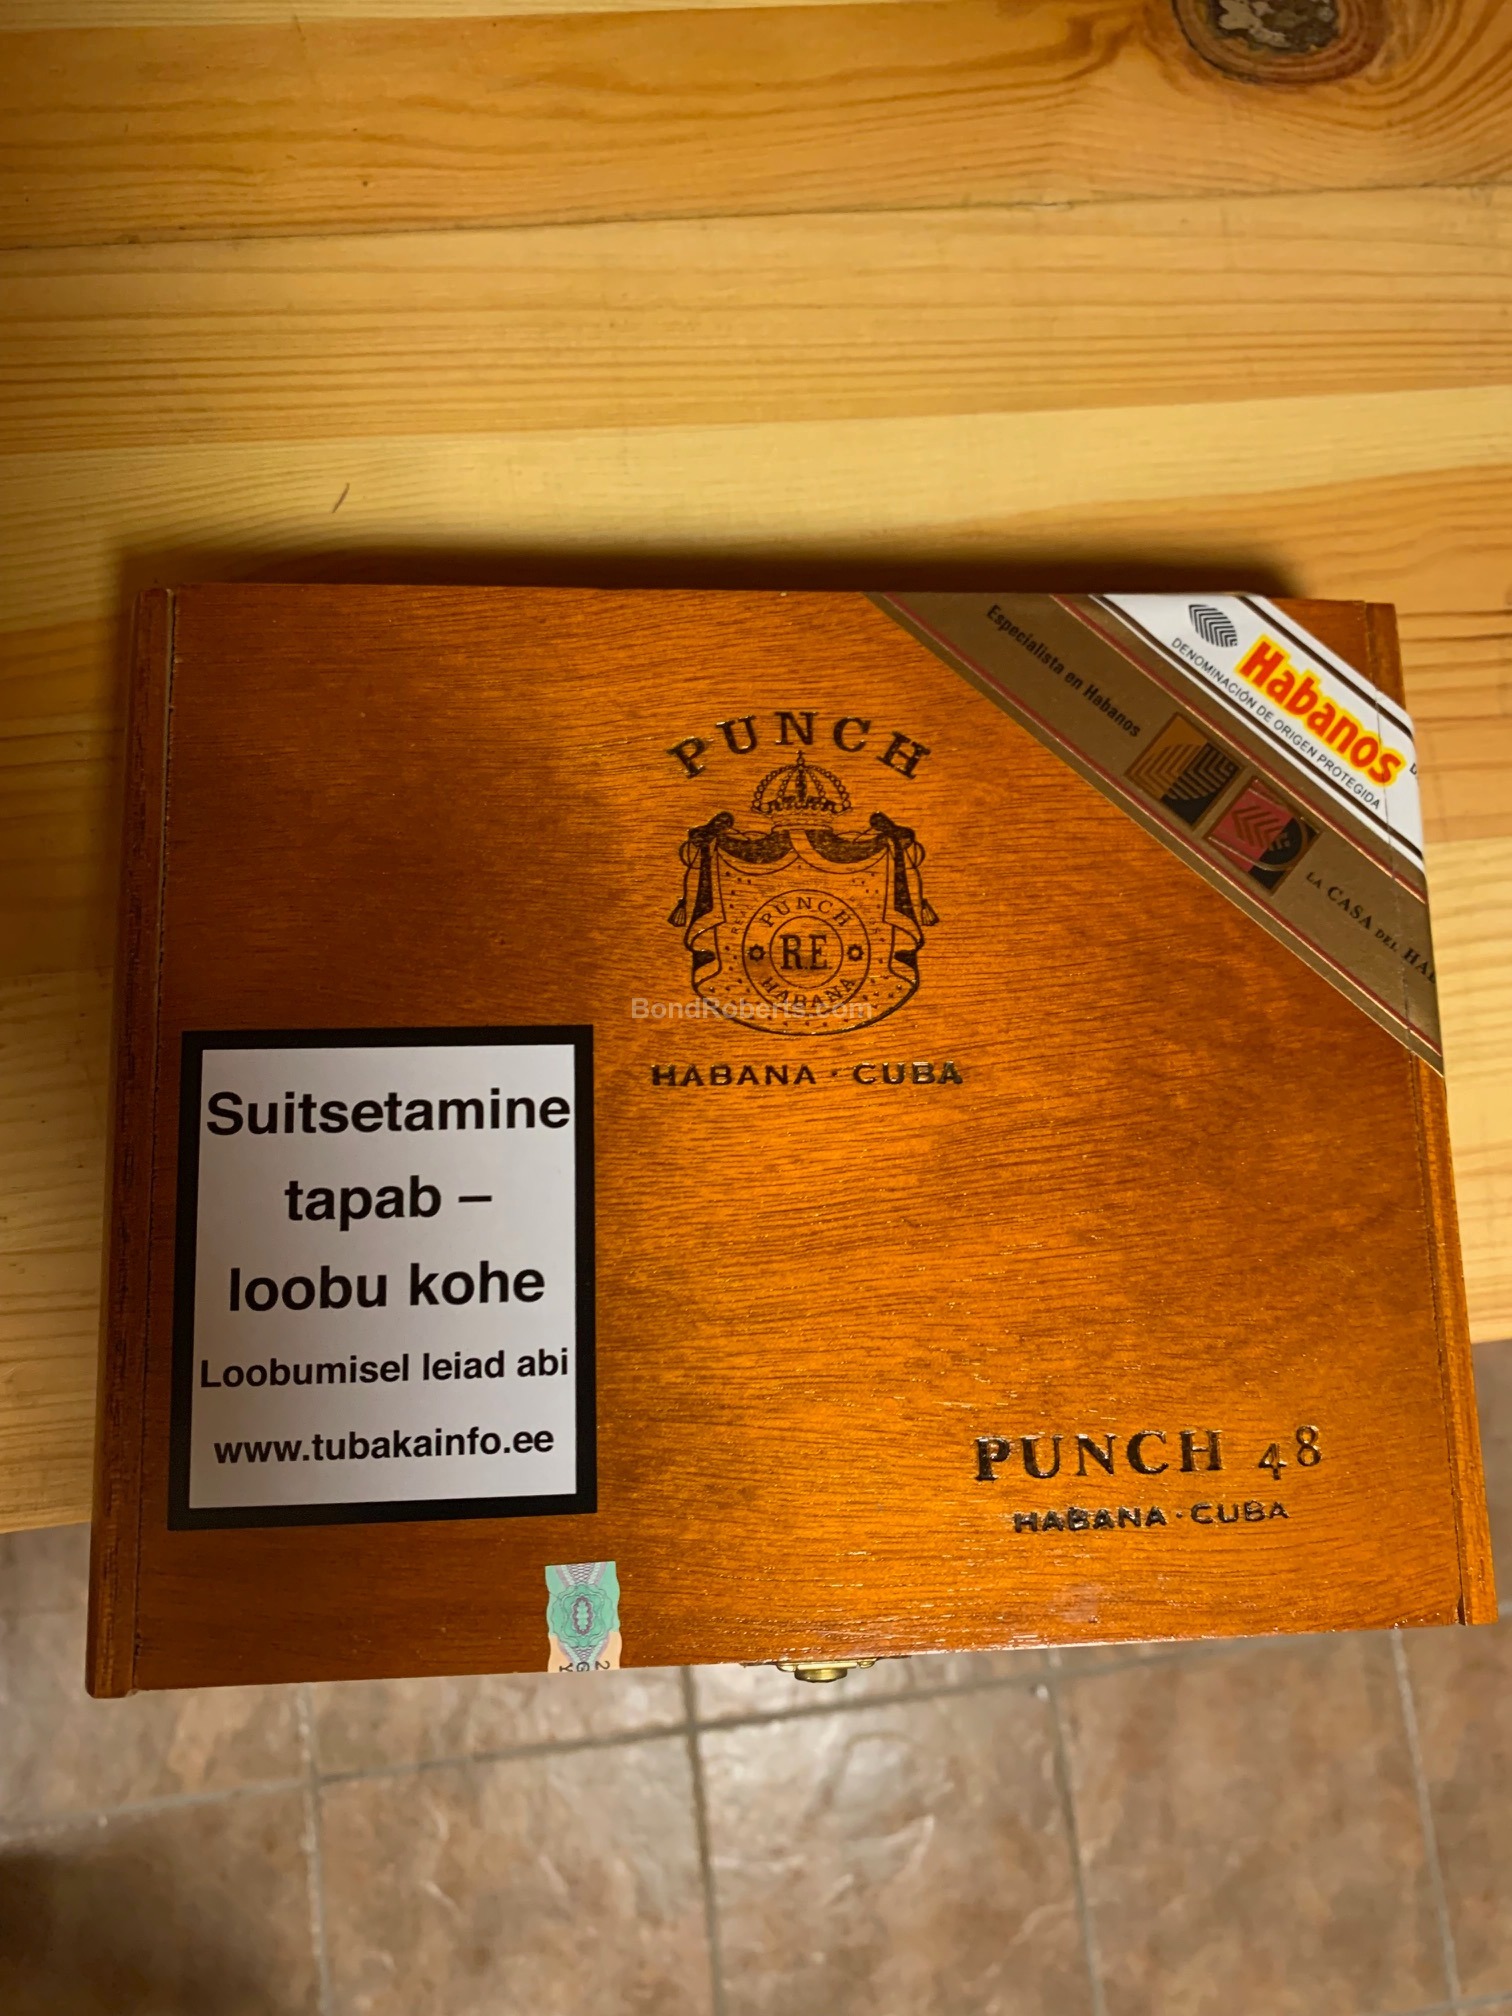 Especialista en Habanos
LA CASA DEL
Habanos
DENOMINACIÓN DE ORIGEN PROTEGIDA
PUNCH
PUNCH
R.E
HABANA
BondRoberts.com
HABANA · CUBA
Suitsetamine
tapab –
loobu kohe
Loobumisel leiad abi
www.tubakainfo.ee
PUNCH 48
HABANA · CUBA